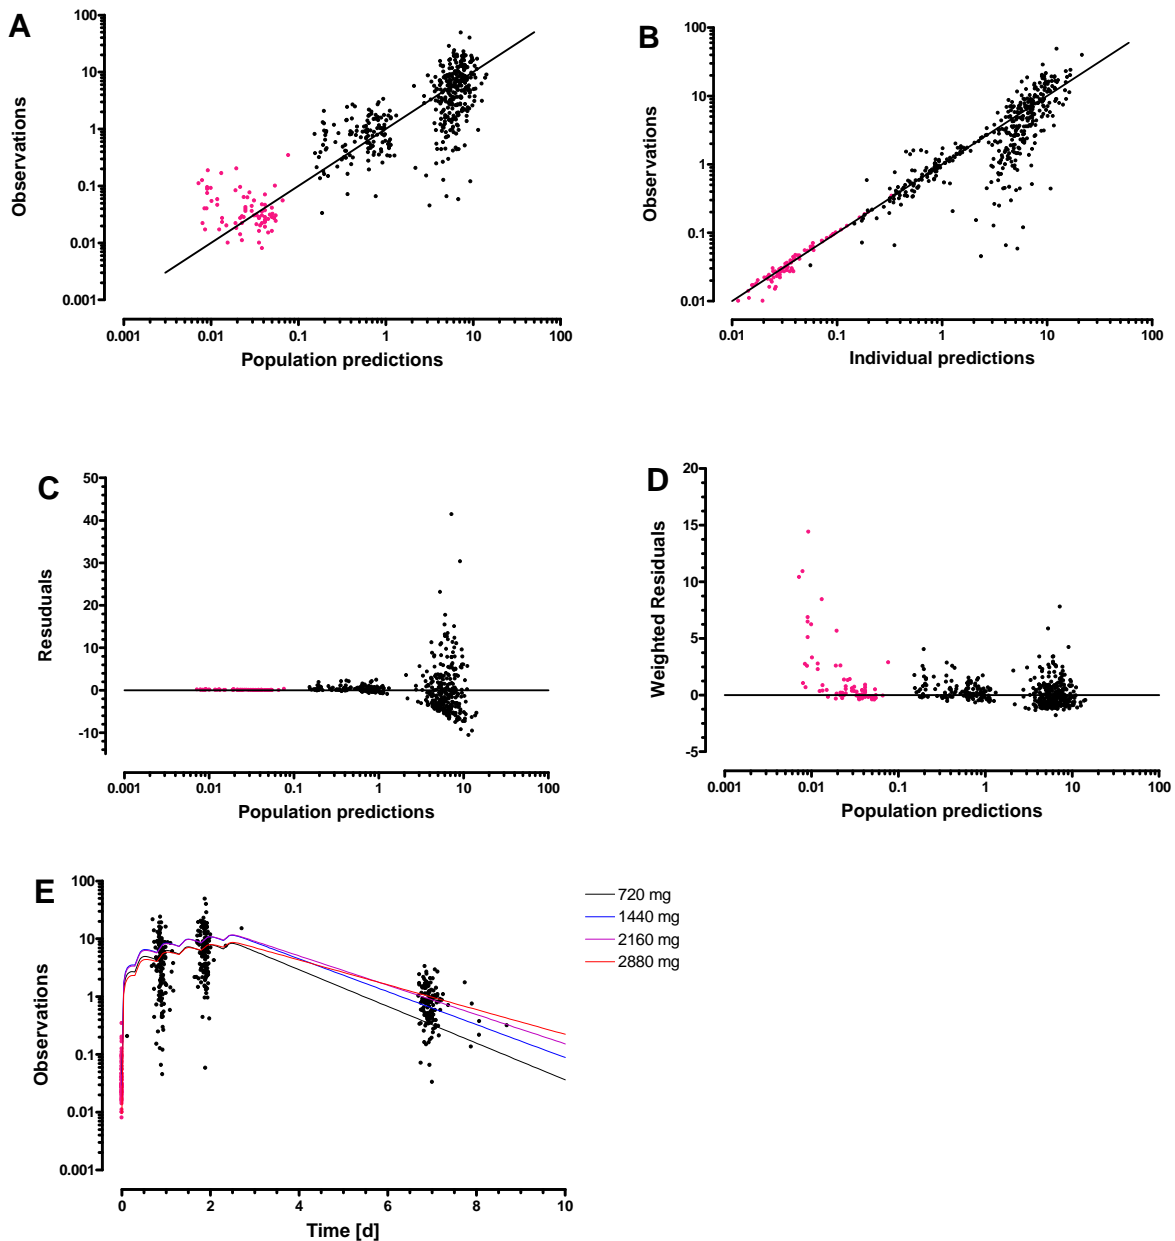 A
100
10
1
0.1
0.01
0.001
Observations
0.001 0.01 0.1 1 10 100
Population predictions
B
100
10
1
0.1
0.01
Observations
0.01 0.1 1 10 100
Individual predictions
C
50
40
30
20
10
0
-10
Resuduals
0.001 0.01 0.1 1 10 100
Population predictions
D
20
15
10
5
0
-5
Weighted Residuals
0.001 0.01 0.1 1 10 100
Population predictions
E
100
10
1
0.1
0.01
0.001
Observations
0 2 4 6 8 10
Time [d]
720 mg
1440 mg
2160 mg
2880 mg